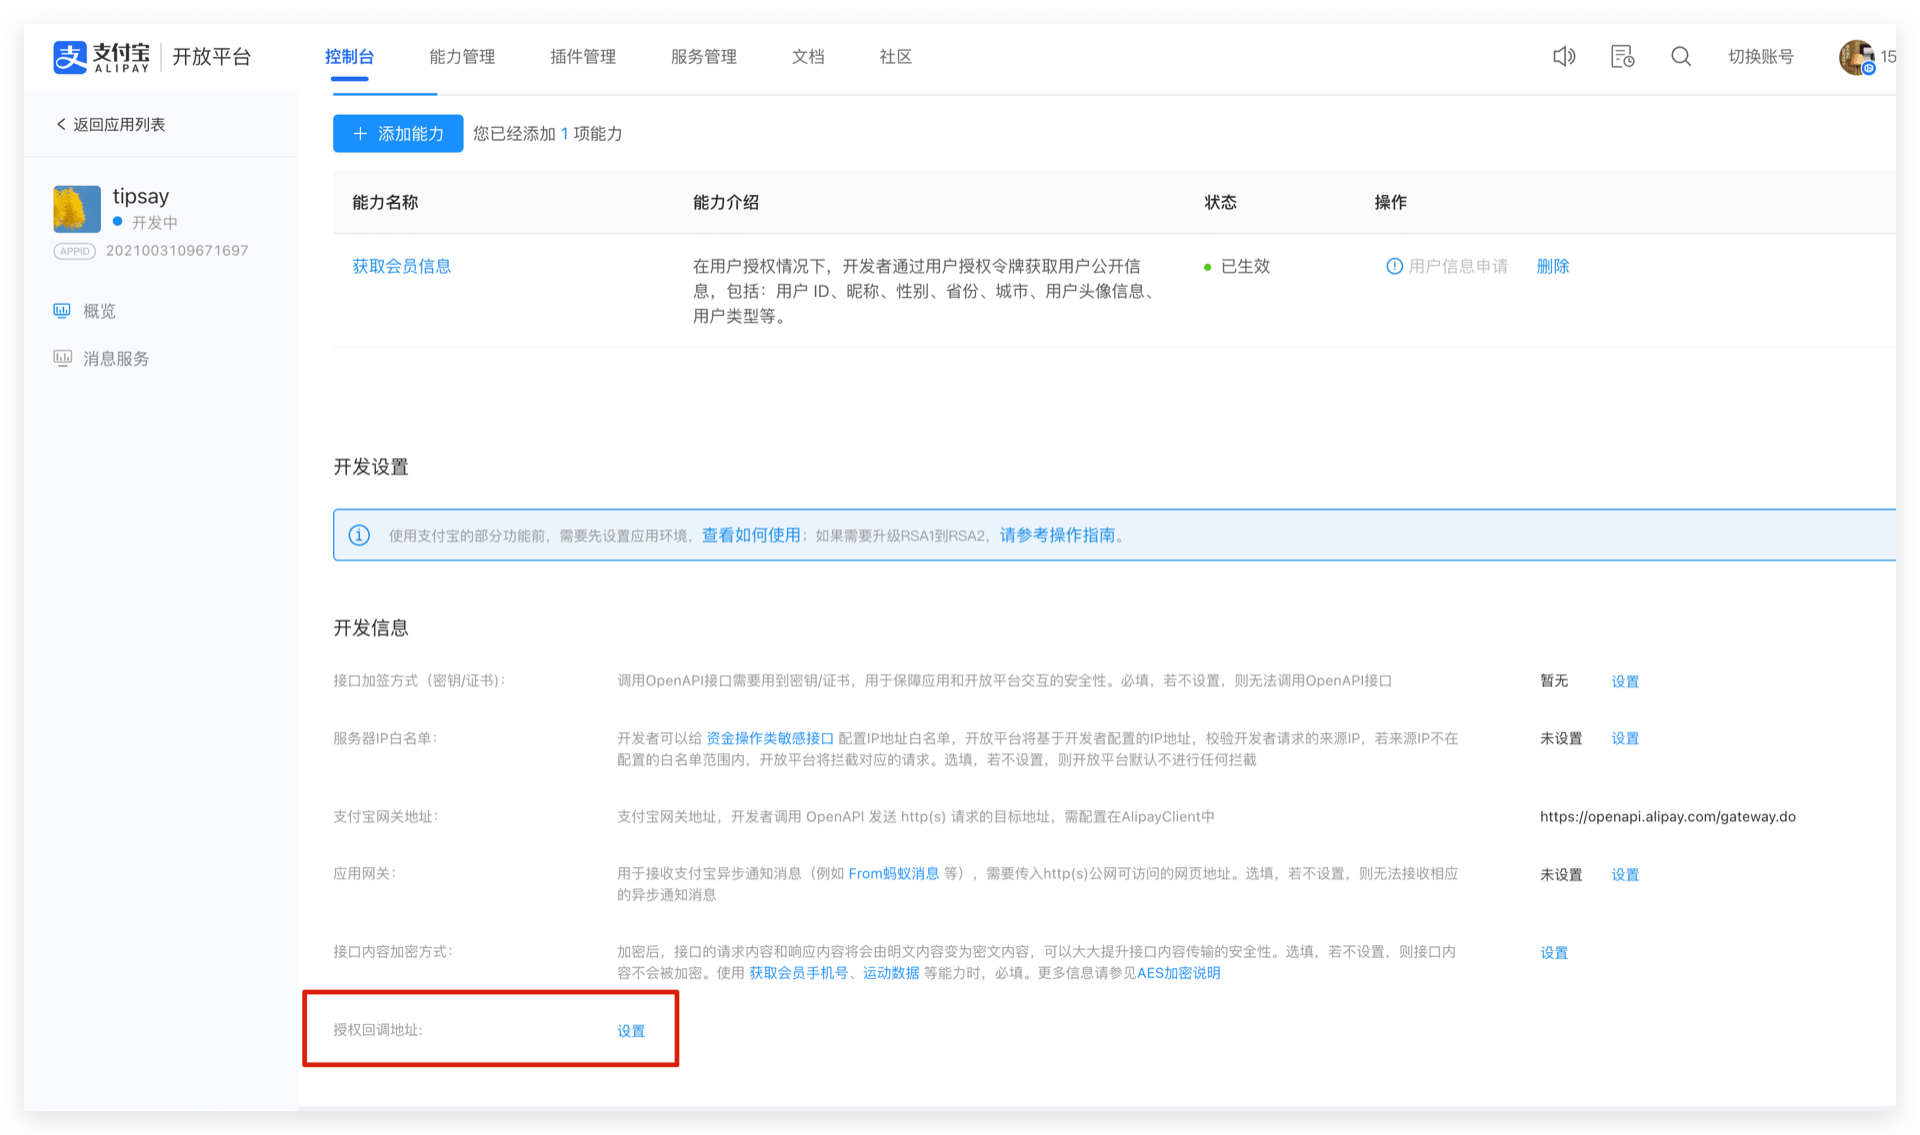 支付宝 ALIPAY 开放平台 控制台 能力管理 插件管理 服务管理 文档 社区 切换账号 15
返回应用列表
tipsay
开发中
APPID 2021003109671697
概览
消息服务
添加能力 您已经添加 1 项能力
能力名称 能力介绍 状态 操作
获取会员信息 在用户授权情况下，开发者通过用户授权令牌获取用户公开信 已生效 用户信息申请 删除
息，包括：用户 ID、昵称、性别、省份、城市、用户头像信息、
用户类型等。
开发设置
使用支付宝的部分功能前，需要先设置应用环境，查看如何使用；如果需要升级RSA1到RSA2，请参考操作指南。
开发信息
接口加签方式（密钥/证书）： 调用OpenAPI接口需要用到密钥/证书，用于保障应用和开放平台交互的安全性。必填，若不设置，则无法调用OpenAPI接口 暂无 设置
服务器IP白名单： 开发者可以给 资金操作类敏感接口 配置IP地址白名单，开放平台将基于开发者配置的IP地址，校验开发者请求的来源IP，若来源IP不在 未设置 设置
配置的白名单范围内，开放平台将拦截对应的请求。选填，若不设置，则开放平台默认不进行任何拦截
支付宝网关地址： 支付宝网关地址，开发者调用 OpenAPI 发送 http(s) 请求的目标地址，需配置在AlipayClient中 https://openapi.alipay.com/gateway.do
应用网关： 用于接收支付宝异步通知消息（例如 From蚂蚁消息 等），需要传入http(s)公网可访问的网页地址。选填，若不设置，则无法接收相应 未设置 设置
的异步通知消息
接口内容加密方式： 加密后，接口的请求内容和响应内容将会由明文内容变为密文内容，可以大大提升接口内容传输的安全性。选填，若不设置，则接口内 设置
容不会被加密。使用 获取会员手机号、运动数据 等能力时，必填。更多信息请参见AES加密说明
授权回调地址: 设置